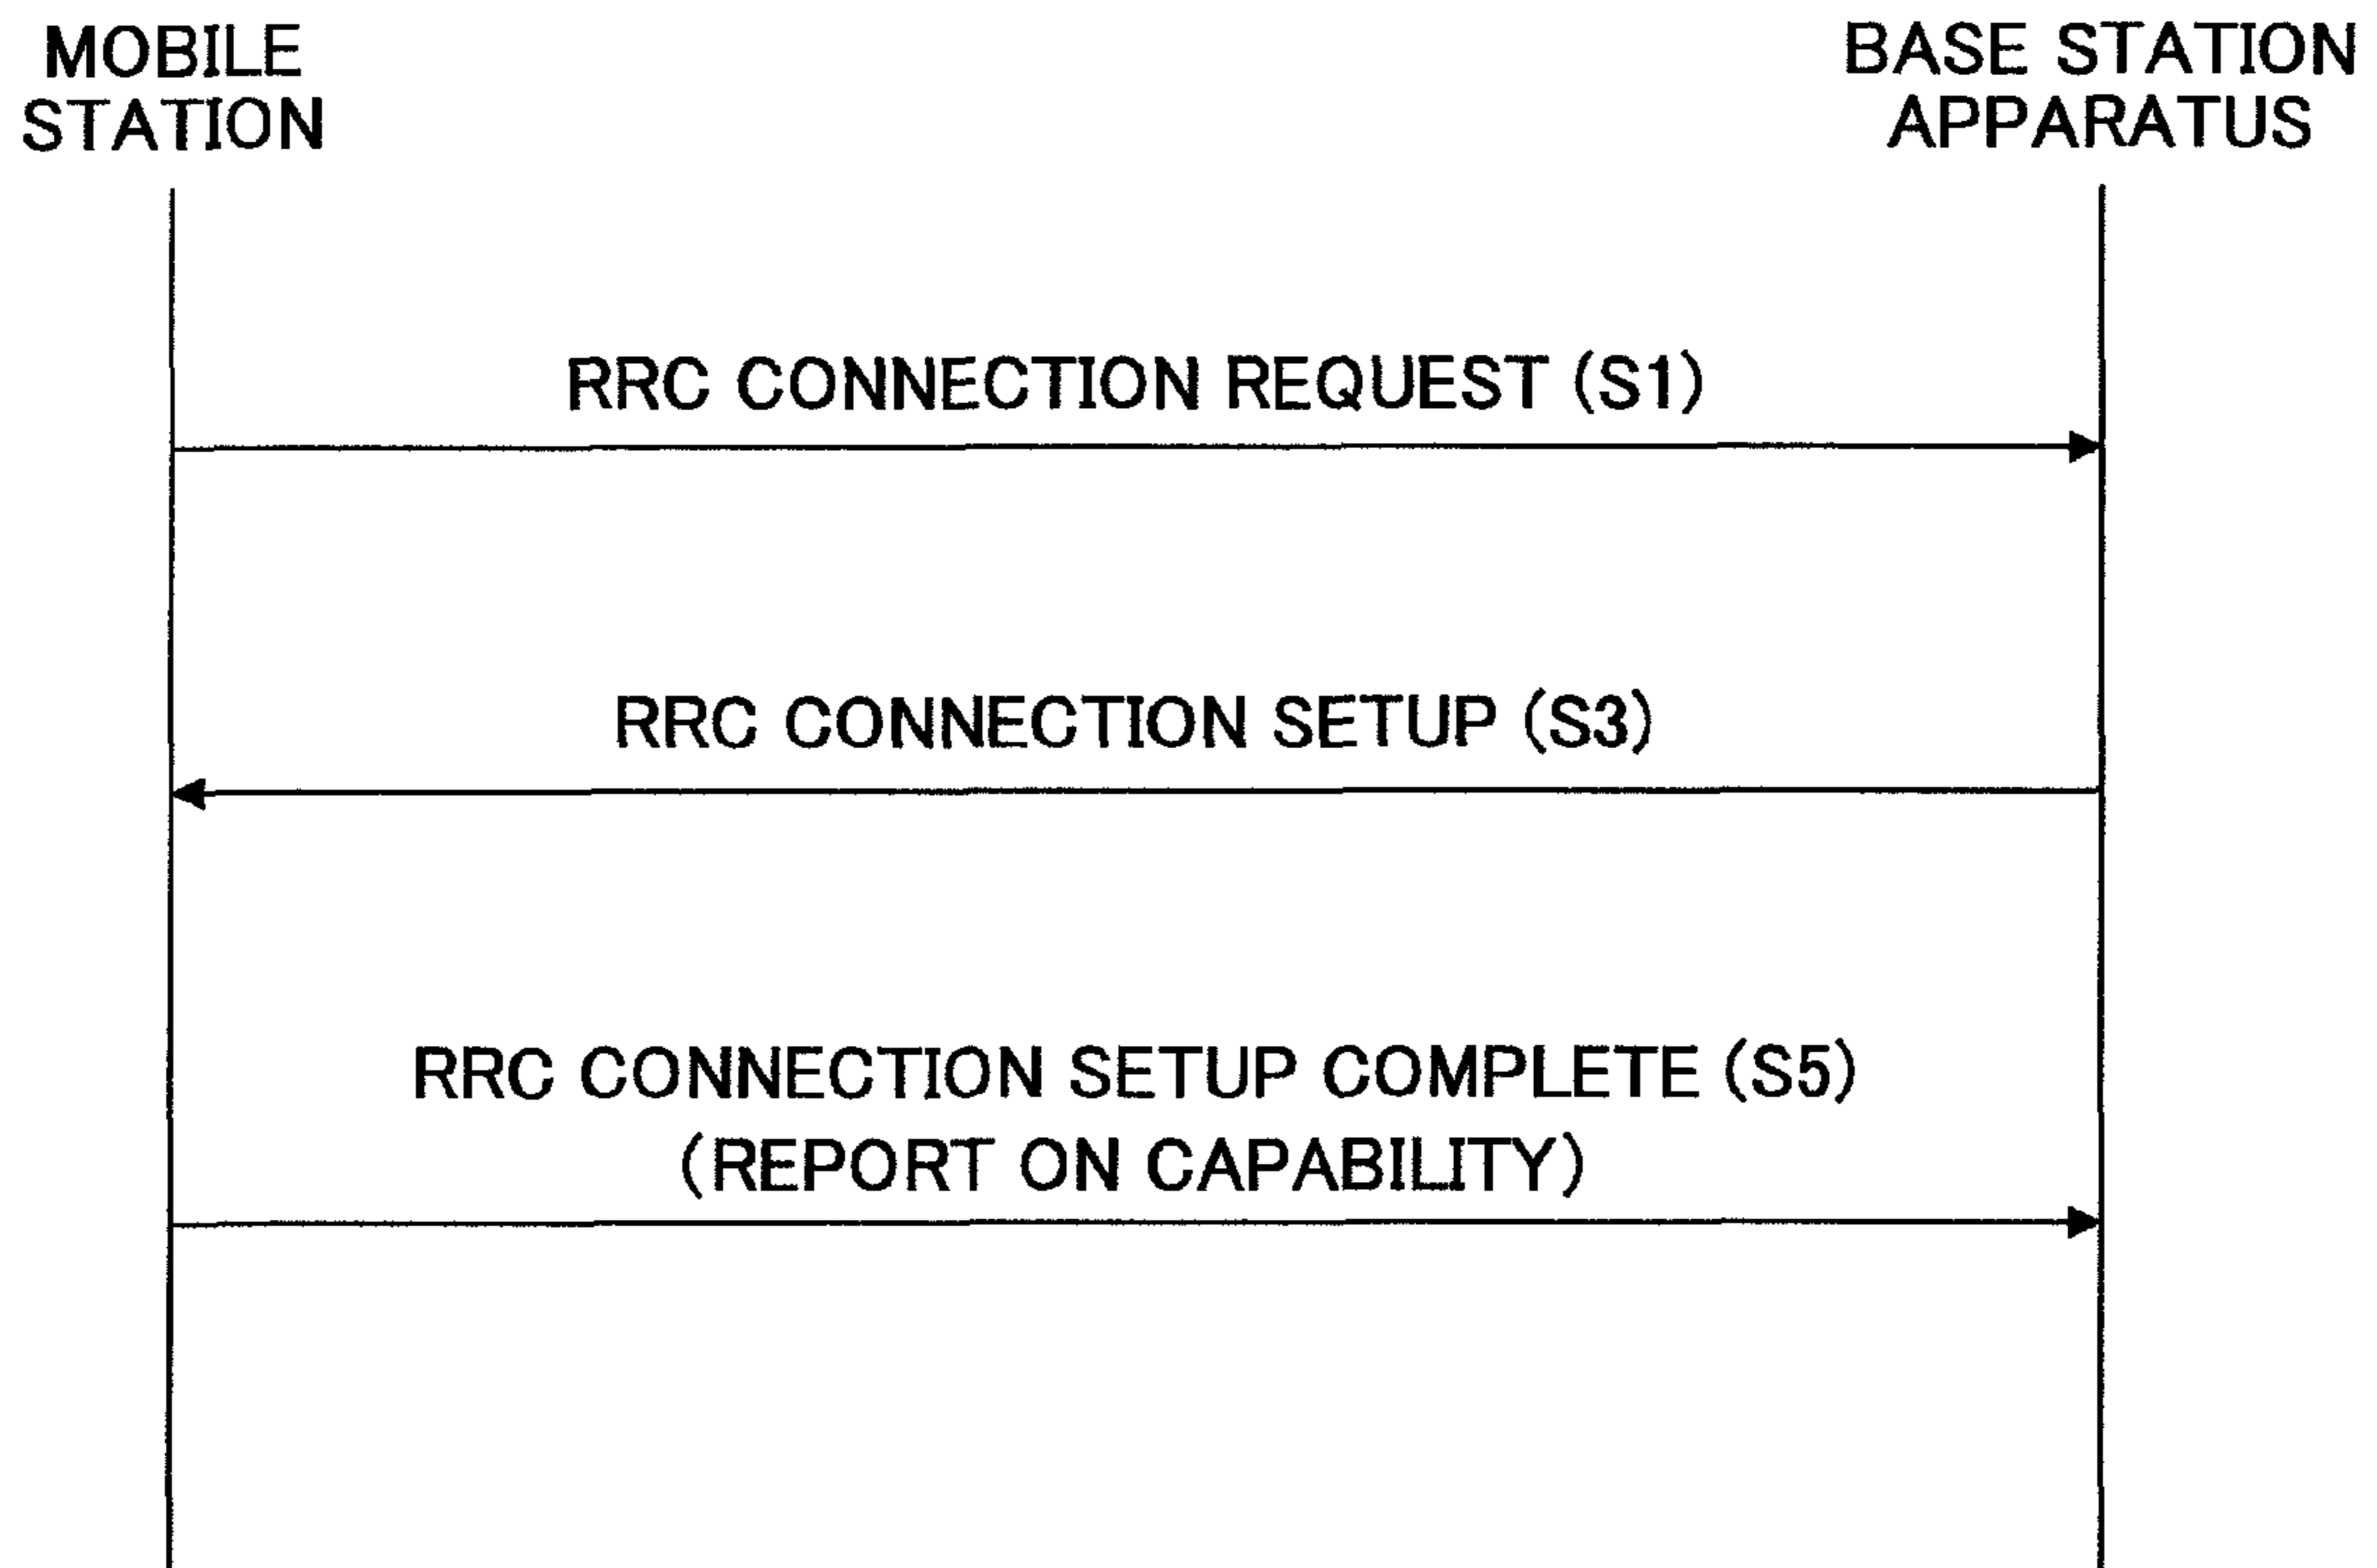 MOBILE
STATION
BASE STATION
APPARATUS
RRC CONNECTION REQUEST (S1)
RRC CONNECTION SETUP (S3)
RRC CONNECTION SETUP COMPLETE (S5)
(REPORT ON CAPABILITY)